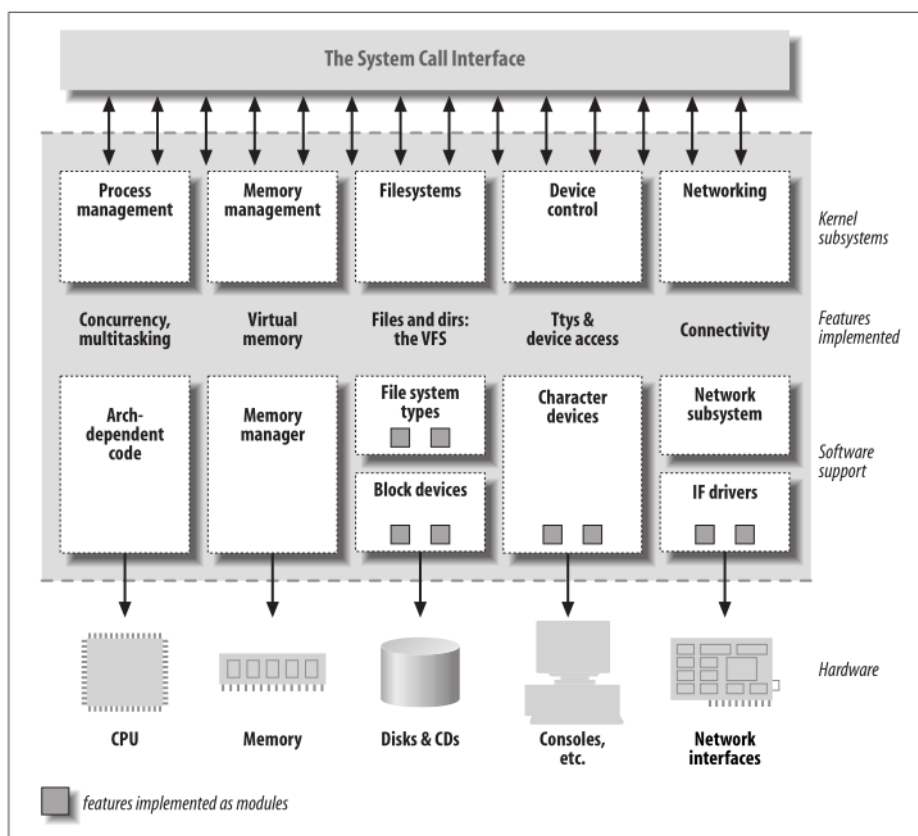 The System Call Interface
Process
management
Memory
management
Filesystems
Device
control
Networking
Kernel
subsystems
Concurrency,
multitasking
Virtual
memory
Files and dirs:
the VFS
Ttys &
device access
Connectivity
Features
implemented
Arch-
dependent
code
Memory
manager
File system
types
Block devices
Character
devices
Network
subsystem
IF drivers
Software
support
Hardware
CPU
Memory
Disks & CDs
Consoles,
etc.
Network
interfaces
features implemented as modules